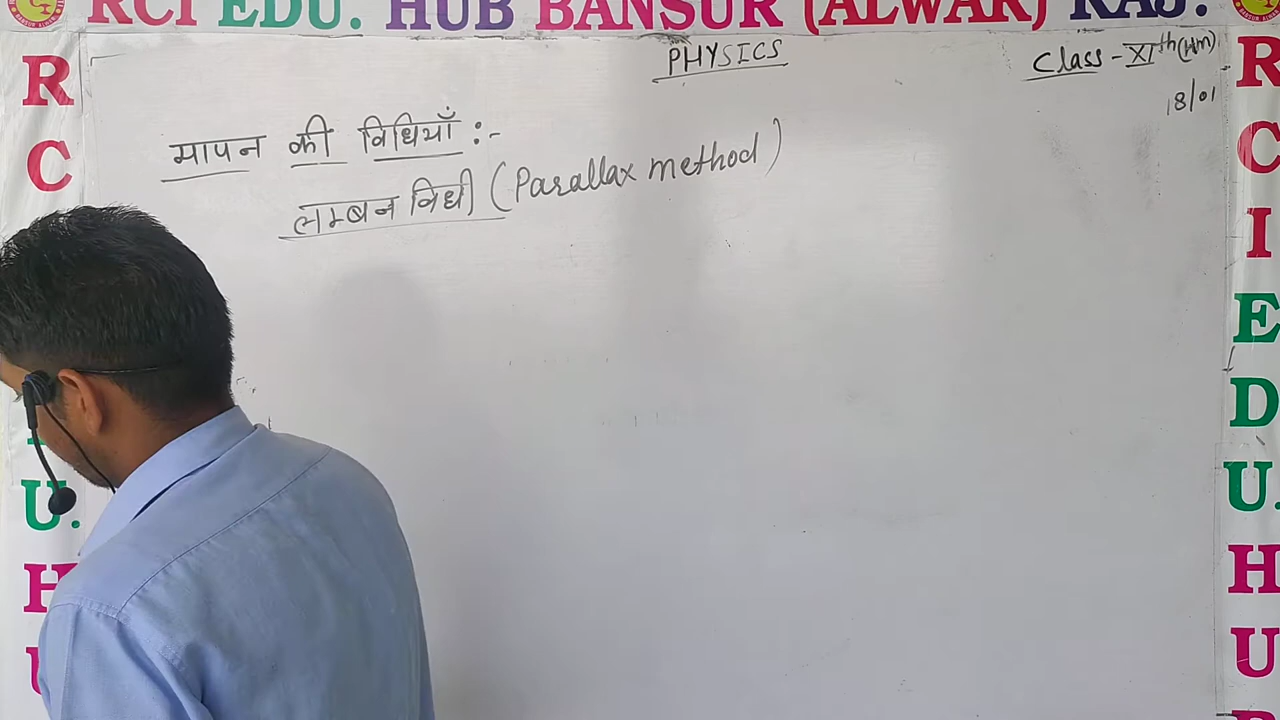 RCI EDU. HUB BANSUR (ALWAR) RAJ.
PHYSICS
Class - XIth (HM)
18/01
मापन की विधियाँ :-
लम्बन विधी (Parallax method)
R
C
U.
H
U
R
C
I
E
D
U.
H
U